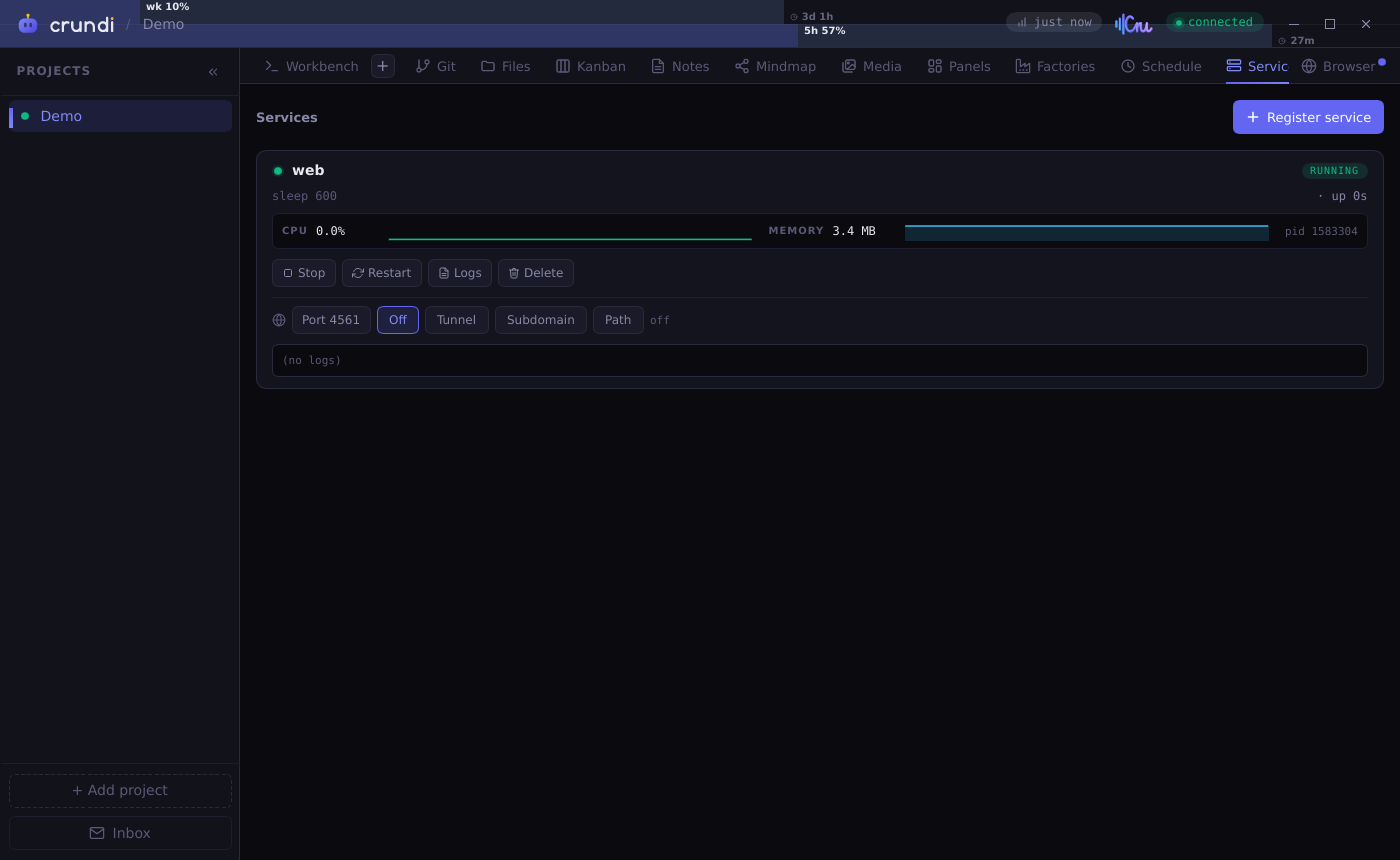 wk 10%
crundi / Demo
3d 1h
5h 57%
just now
Cru
connected
27m
PROJECTS
Workbench
Git
Files
Kanban
Notes
Mindmap
Media
Panels
Factories
Schedule
Servic
Browser
Demo
Services
+ Register service
web
RUNNING
sleep 600
· up 0s
CPU 0.0%
MEMORY 3.4 MB
pid 1583304
Stop
Restart
Logs
Delete
Port 4561
Off
Tunnel
Subdomain
Path
off
(no logs)
+ Add project
Inbox